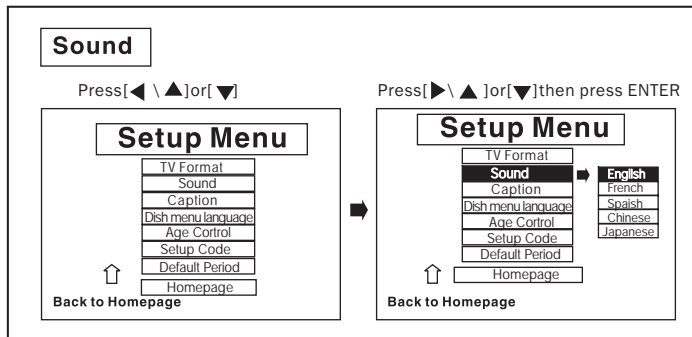 Sound
Press[◀ \ ▲]or[ ▼]
Setup Menu
TV Format
Sound
Caption
Dish menu language
Age Cortrol
Setup Code
Default Period
Homepage
Back to Homepage
Press[▶\ ▲ ]or[▼]then press ENTER
Setup Menu
TV Format
Sound
English
French
Spaish
Chinese
Japanese
Caption
Dish menu language
Age Cortrol
Setup Code
Default Period
Homepage
Back to Homepage